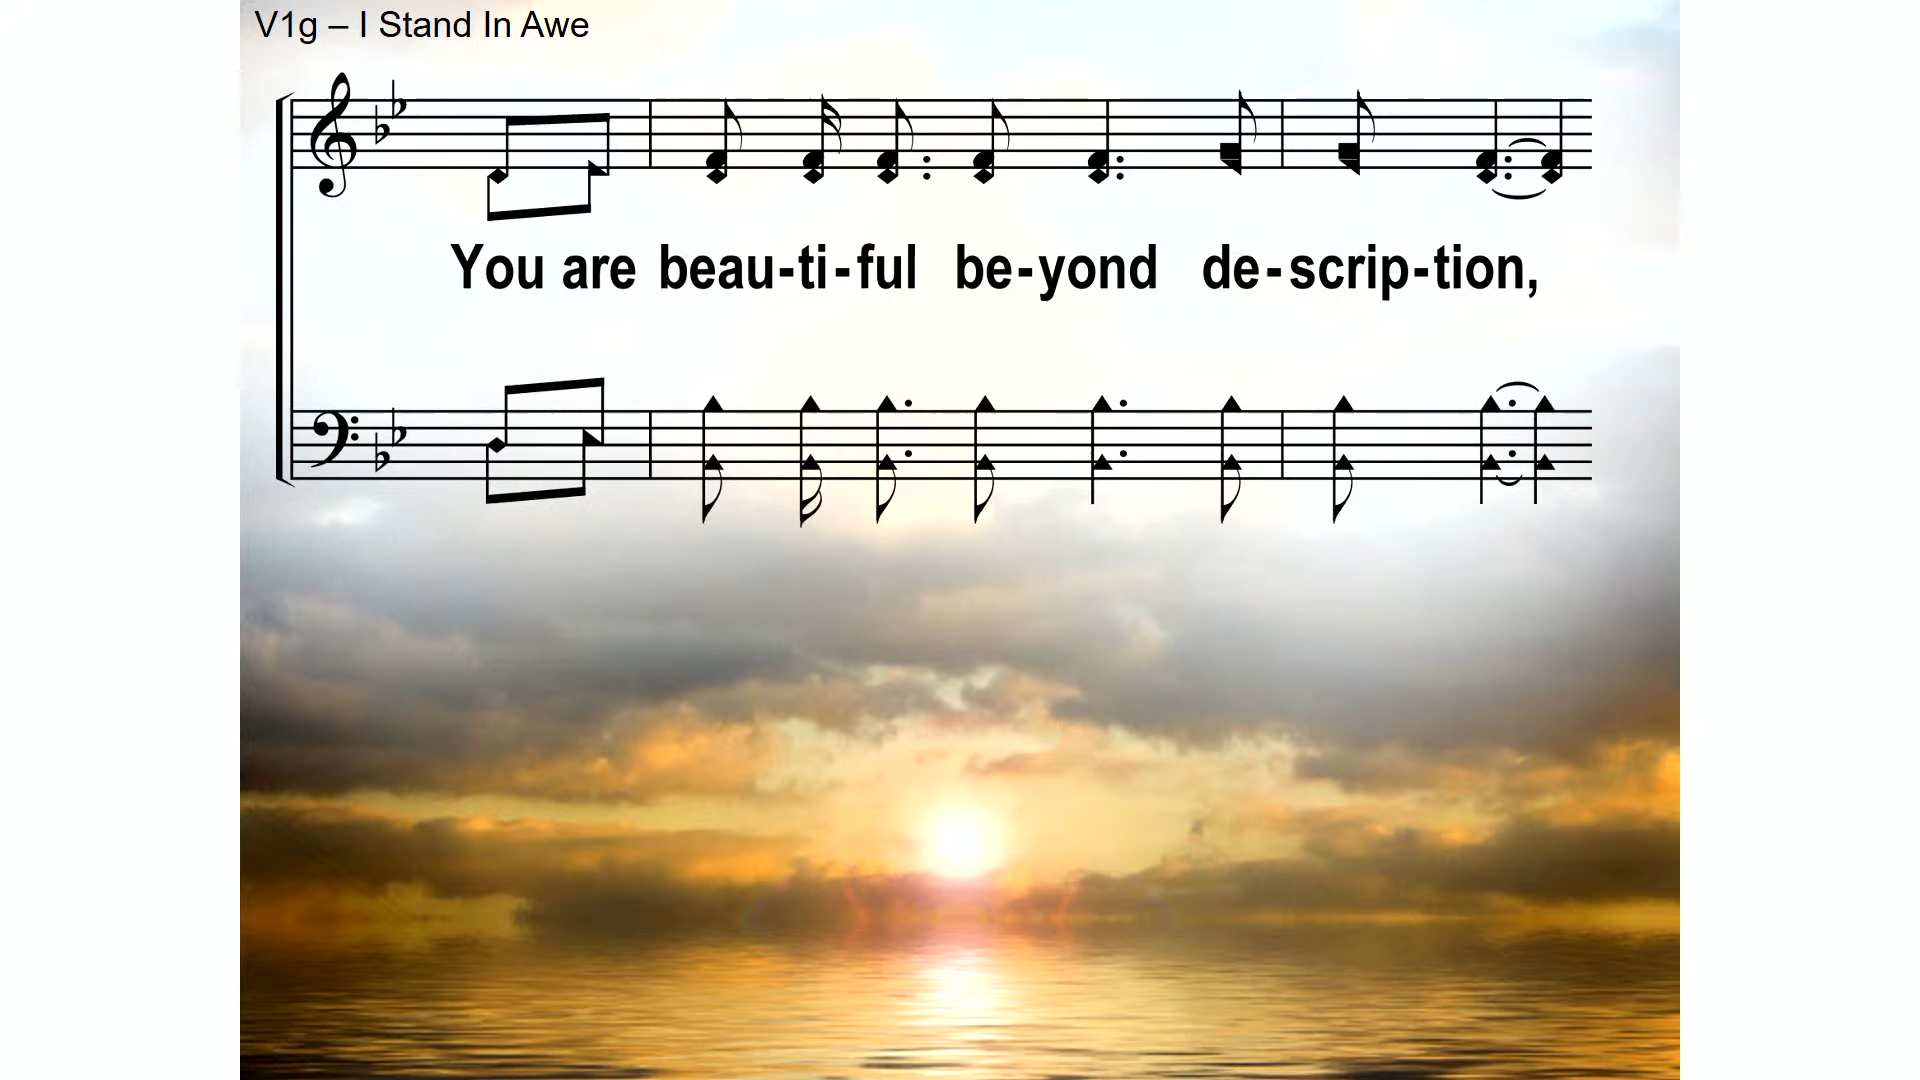 V1g – I Stand In Awe
You are beau-ti-ful be-yond de-scrip-tion,